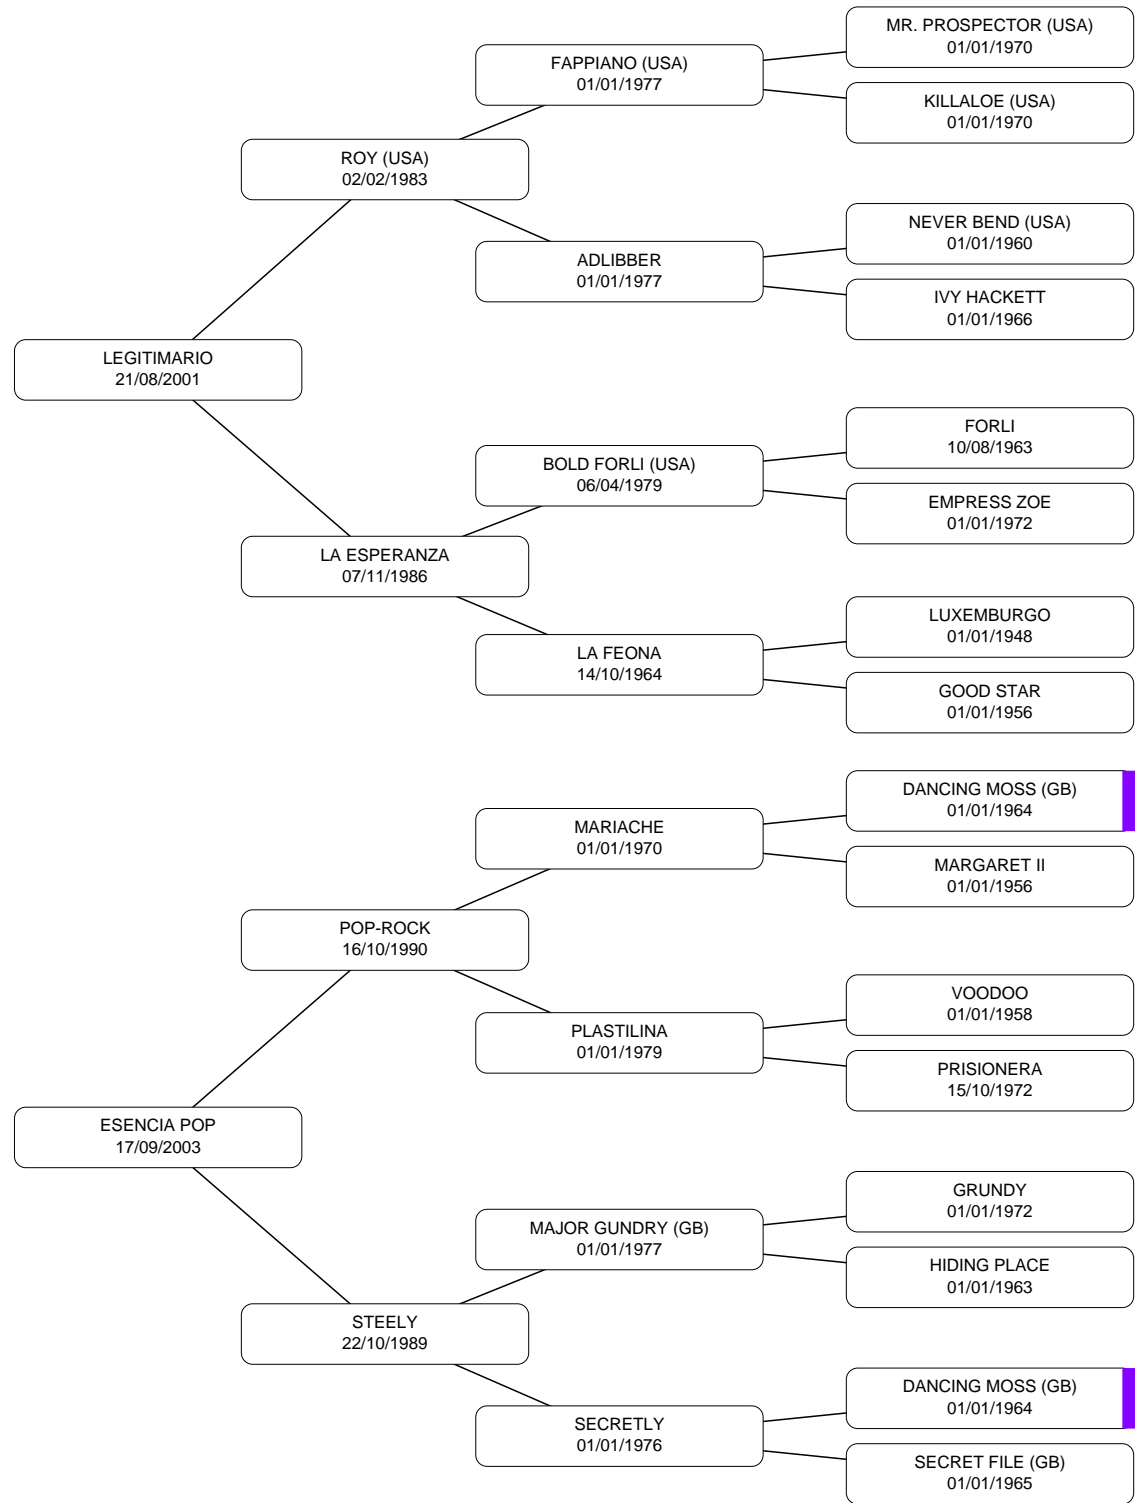 MR. PROSPECTOR (USA)
01/01/1970
FAPPIANO (USA)
01/01/1977
KILLALOE (USA)
01/01/1970
ROY (USA)
02/02/1983
NEVER BEND (USA)
01/01/1960
ADLIBBER
01/01/1977
IVY HACKETT
01/01/1966
LEGITIMARIO
21/08/2001
FORLI
10/08/1963
BOLD FORLI (USA)
06/04/1979
EMPRESS ZOE
01/01/1972
LA ESPERANZA
07/11/1986
LUXEMBURGO
01/01/1948
LA FEONA
14/10/1964
GOOD STAR
01/01/1956
DANCING MOSS (GB)
01/01/1964
MARIACHE
01/01/1970
MARGARET II
01/01/1956
POP-ROCK
16/10/1990
VOODOO
01/01/1958
PLASTILINA
01/01/1979
PRISIONERA
15/10/1972
ESENCIA POP
17/09/2003
GRUNDY
01/01/1972
MAJOR GUNDRY (GB)
01/01/1977
HIDING PLACE
01/01/1963
STEELY
22/10/1989
DANCING MOSS (GB)
01/01/1964
SECRETLY
01/01/1976
SECRET FILE (GB)
01/01/1965